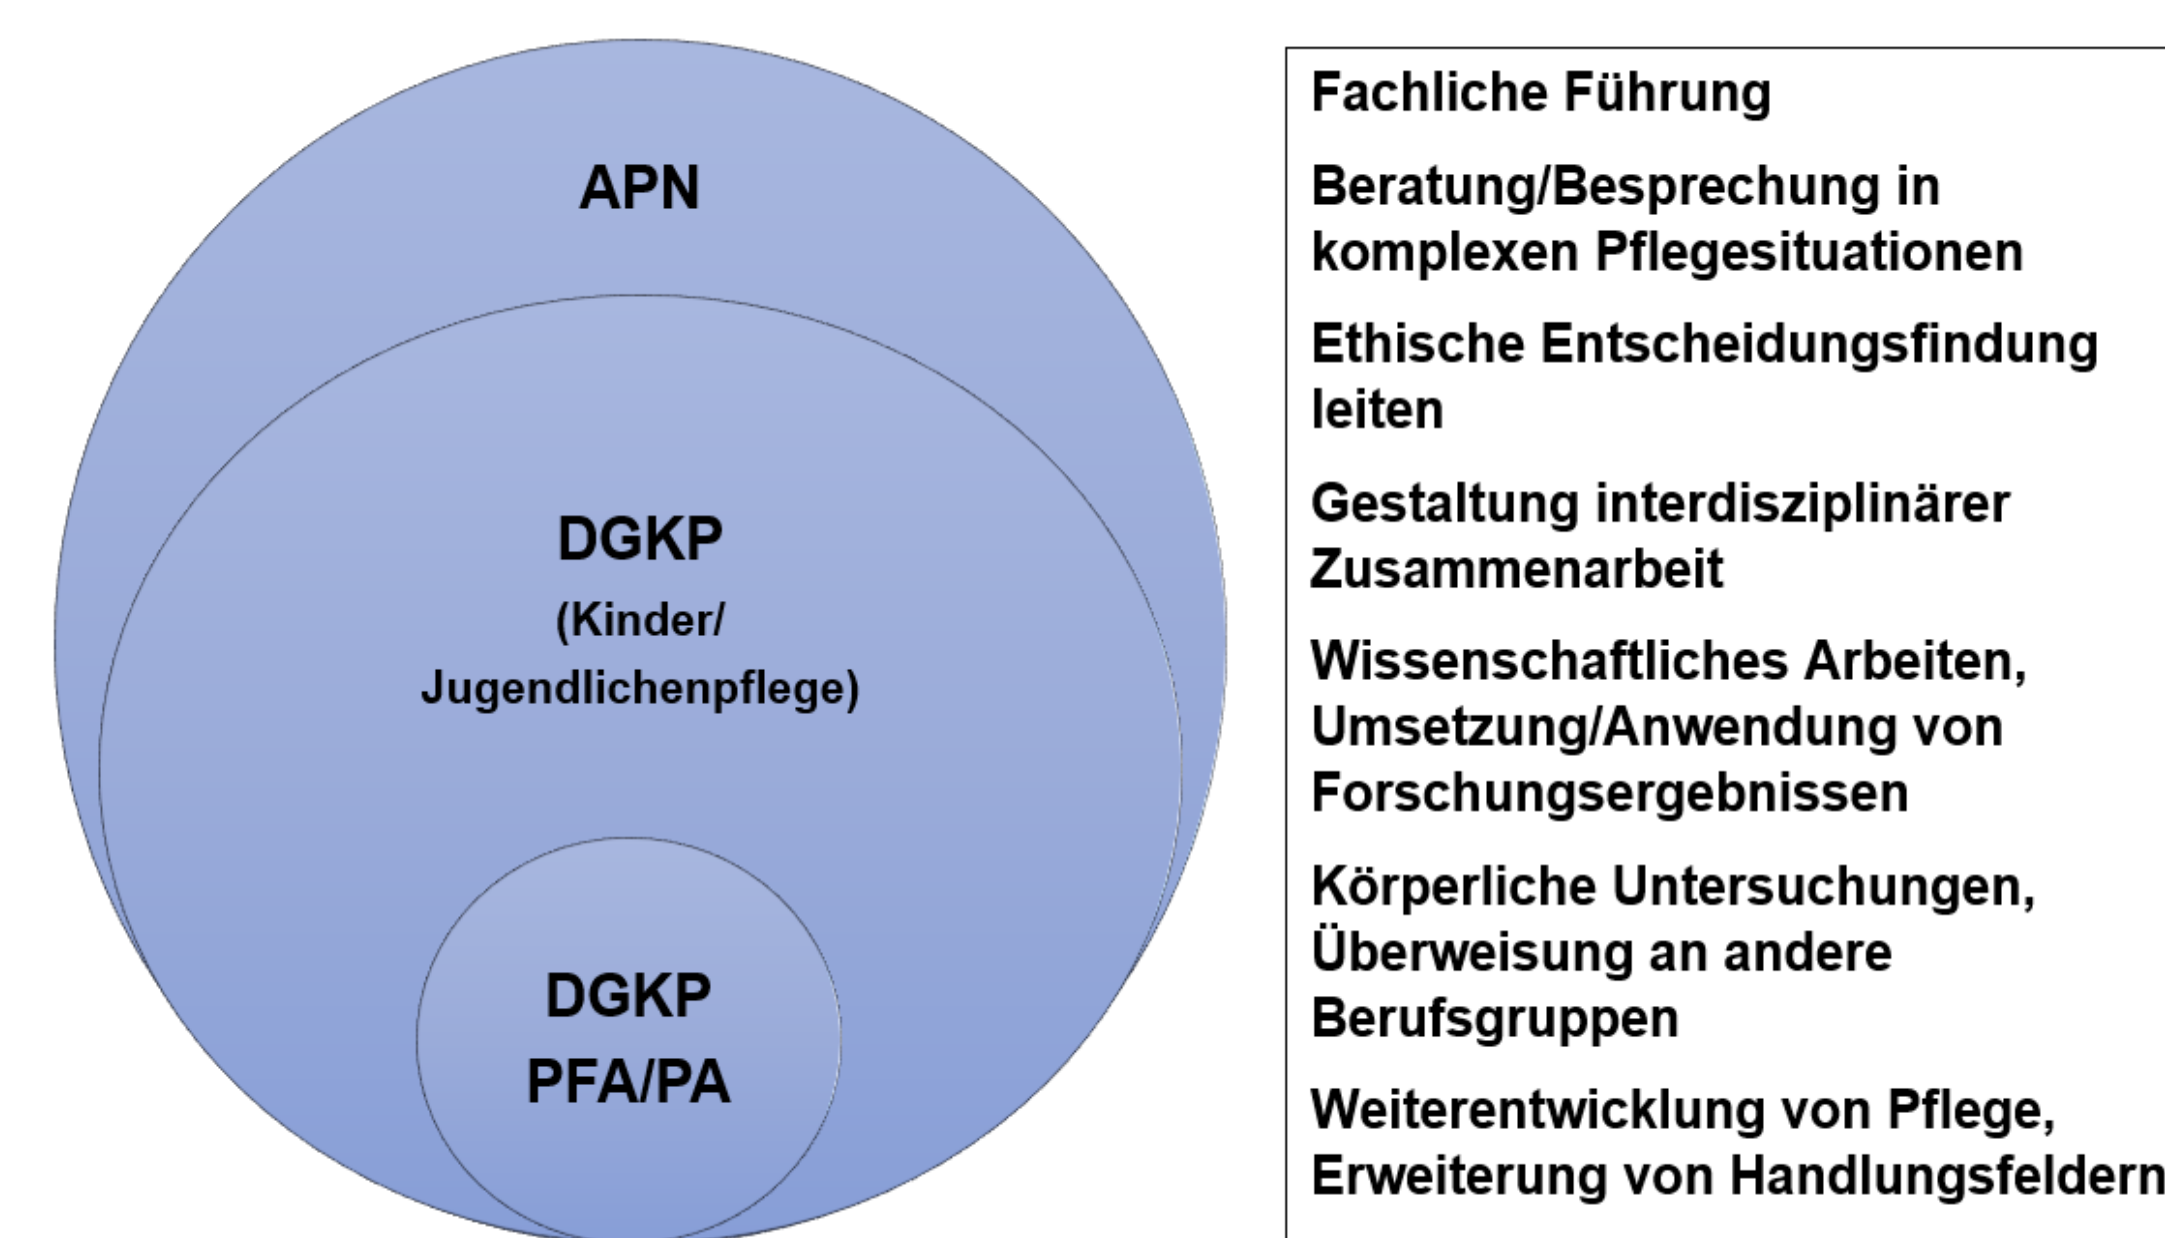 APN
DGKP
(Kinder/
Jugendlichenpflege)
DGKP
PFA/PA
Fachliche Führung
Beratung/Besprechung in
komplexen Pflegesituationen
Ethische Entscheidungsfindung
leiten
Gestaltung interdisziplinärer
Zusammenarbeit
Wissenschaftliches Arbeiten,
Umsetzung/Anwendung von
Forschungsergebnissen
Körperliche Untersuchungen,
Überweisung an andere
Berufsgruppen
Weiterentwicklung von Pflege,
Erweiterung von Handlungsfeldern